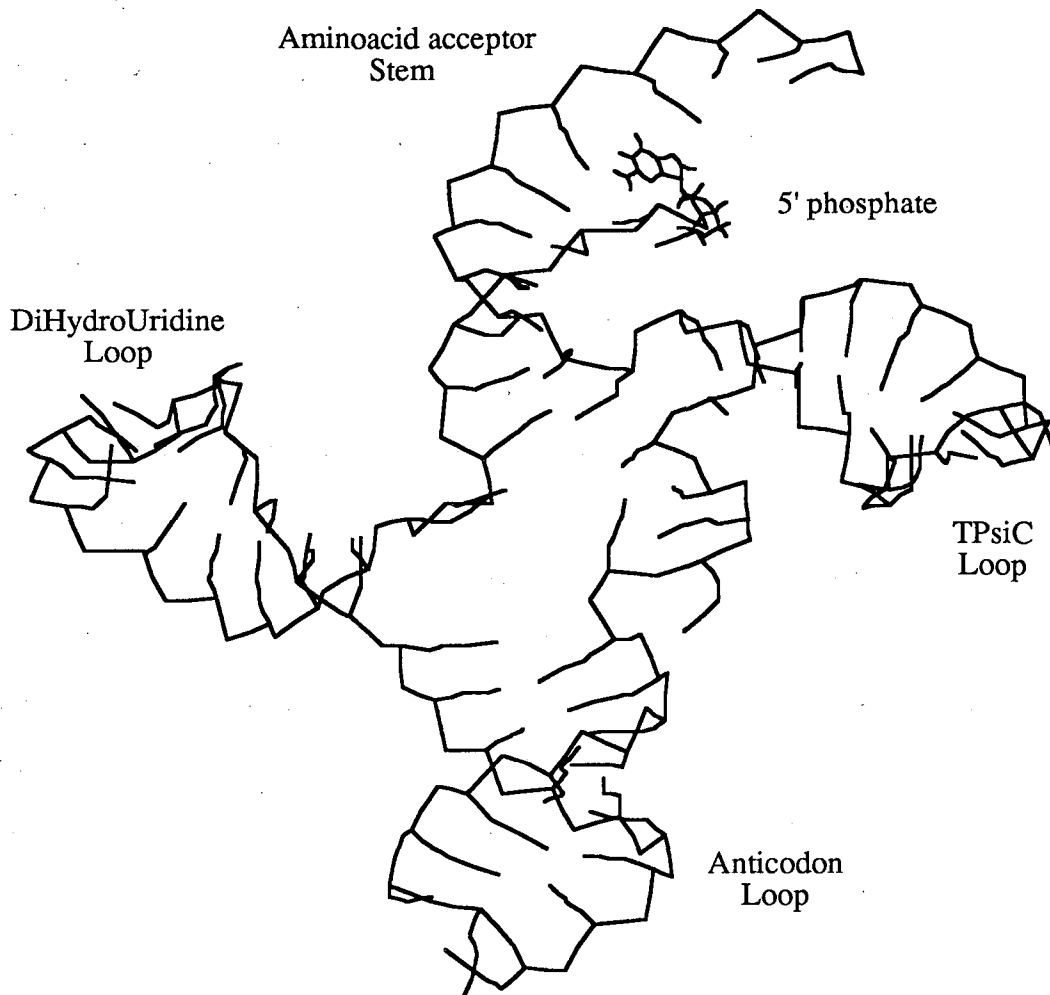 Aminoacid acceptor
Stem
5' phosphate
DiHydroUridine
Loop
TPsiC
Loop
Anticodon
Loop